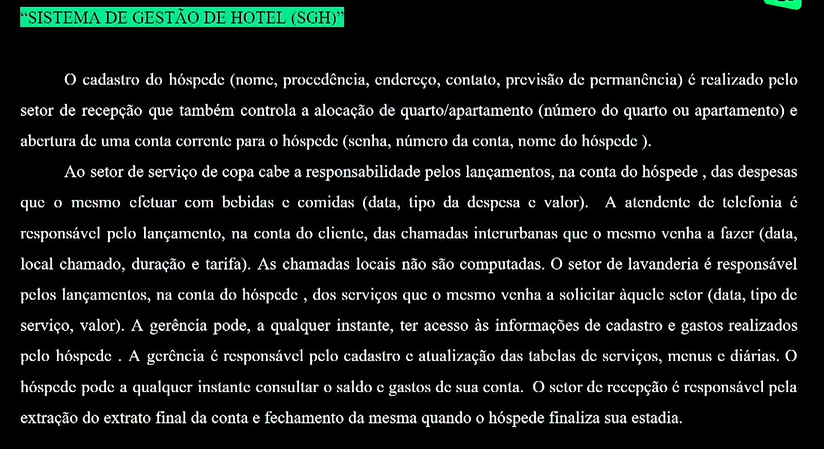 “SISTEMA DE GESTÃO DE HOTEL (SGH)”
O cadastro do hóspede (nome, procedência, endereço, contato, previsão de permanência) é realizado pelo
setor de recepção que também controla a alocação de quarto/apartamento (número do quarto ou apartamento) e
abertura de uma conta corrente para o hóspede (senha, número da conta, nome do hóspede ).
Ao setor de serviço de copa cabe a responsabilidade pelos lançamentos, na conta do hóspede , das despesas
que o mesmo efetuar com bebidas e comidas (data, tipo da despesa e valor). A atendente de telefonia é
responsável pelo lançamento, na conta do cliente, das chamadas interurbanas que o mesmo venha a fazer (data,
local chamado, duração e tarifa). As chamadas locais não são computadas. O setor de lavanderia é responsável
pelos lançamentos, na conta do hóspede , dos serviços que o mesmo venha a solicitar àquele setor (data, tipo de
serviço, valor). A gerência pode, a qualquer instante, ter acesso às informações de cadastro e gastos realizados
pelo hóspede . A gerência é responsável pelo cadastro e atualização das tabelas de serviços, menus e diárias. O
hóspede pode a qualquer instante consultar o saldo e gastos de sua conta. O setor de recepção é responsável pela
extração do extrato final da conta e fechamento da mesma quando o hóspede finaliza sua estadia.